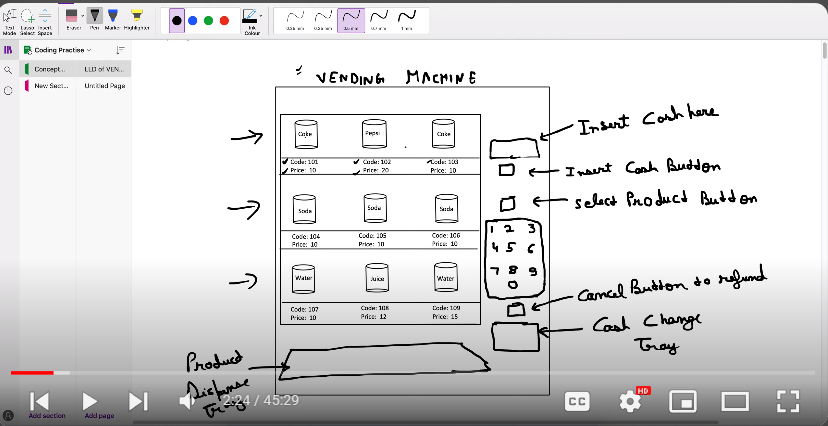 Text Mode
Lasso Select
Insert Space
Eraser
Pen
Marker
Highlighter
Ink Colour
0.25 mm
0.35 mm
0.5 mm
0.7 mm
1 mm
Coding Practise
Concept...
LLD of VEN...
New Sect...
Untitled Page
VENDING MACHINE
Coke
Pepsi
Coke
Code: 101
Code: 102
Code: 103
Price: 10
Price: 20
Price: 10
Soda
Soda
Soda
Code: 104
Code: 105
Code: 106
Price: 10
Price: 10
Price: 10
Water
Juice
Water
Code: 107
Code: 108
Code: 109
Price: 10
Price: 12
Price: 15
Insert Cash here
Insert Cash Button
Select Product Button
1 2 3
4 5 6
7 8 9
0
Cancel Button to refund
Cash Change
Tray
Product
Dispense
Tray
2:24 / 45:29
CC
HD
Add section
Add page